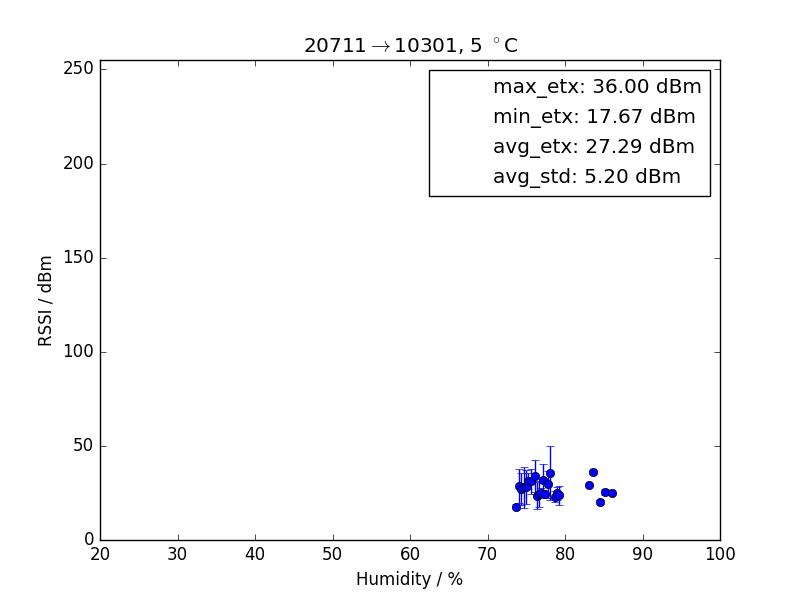 20711→10301, 5 °C
max_etx: 36.00 dBm
min_etx: 17.67 dBm
avg_etx: 27.29 dBm
avg_std: 5.20 dBm
RSSI / dBm
250
200
150
100
50
0
20 30 40 50 60 70 80 90 100
Humidity / %